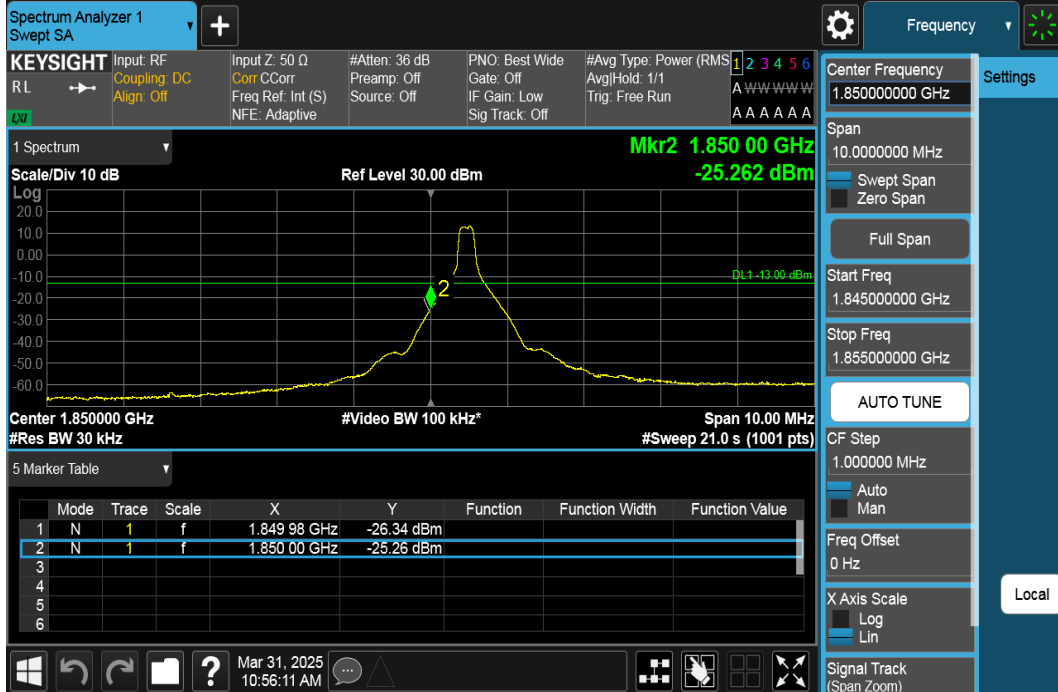 Spectrum Analyzer 1
Swept SA
Frequency
KEYSIGHT
RL
LXI
Input: RF
Coupling: DC
Align: Off
Input Z: 50 Ω
Corr CCorr
Freq Ref: Int (S)
NFE: Adaptive
#Atten: 36 dB
Preamp: Off
Source: Off
PNO: Best Wide
Gate: Off
IF Gain: Low
Sig Track: Off
#Avg Type: Power (RMS
Avg|Hold: 1/1
Trig: Free Run
1 2 3 4 5 6
A W W W W W
A A A A A A
1 Spectrum
Scale/Div 10 dB
Ref Level 30.00 dBm
Mkr2 1.850 00 GHz
-25.262 dBm
Log
20.0
10.0
0.00
-10.0
-20.0
-30.0
-40.0
-50.0
-60.0
DL1 -13.00 dBm
2
Center 1.850000 GHz
#Video BW 100 kHz*
Span 10.00 MHz
#Res BW 30 kHz
#Sweep 21.0 s (1001 pts)
5 Marker Table
Mode Trace Scale X Y Function Function Width Function Value
1 N 1 f 1.849 98 GHz -26.34 dBm
2 N 1 f 1.850 00 GHz -25.26 dBm
3
4
5
6
?
Mar 31, 2025
10:56:11 AM
Center Frequency
1.850000000 GHz
Settings
Span
10.0000000 MHz
Swept Span
Zero Span
Full Span
Start Freq
1.845000000 GHz
Stop Freq
1.855000000 GHz
AUTO TUNE
CF Step
1.000000 MHz
Auto
Man
Freq Offset
0 Hz
X Axis Scale
Log
Lin
Local
Signal Track
(Span Zoom)